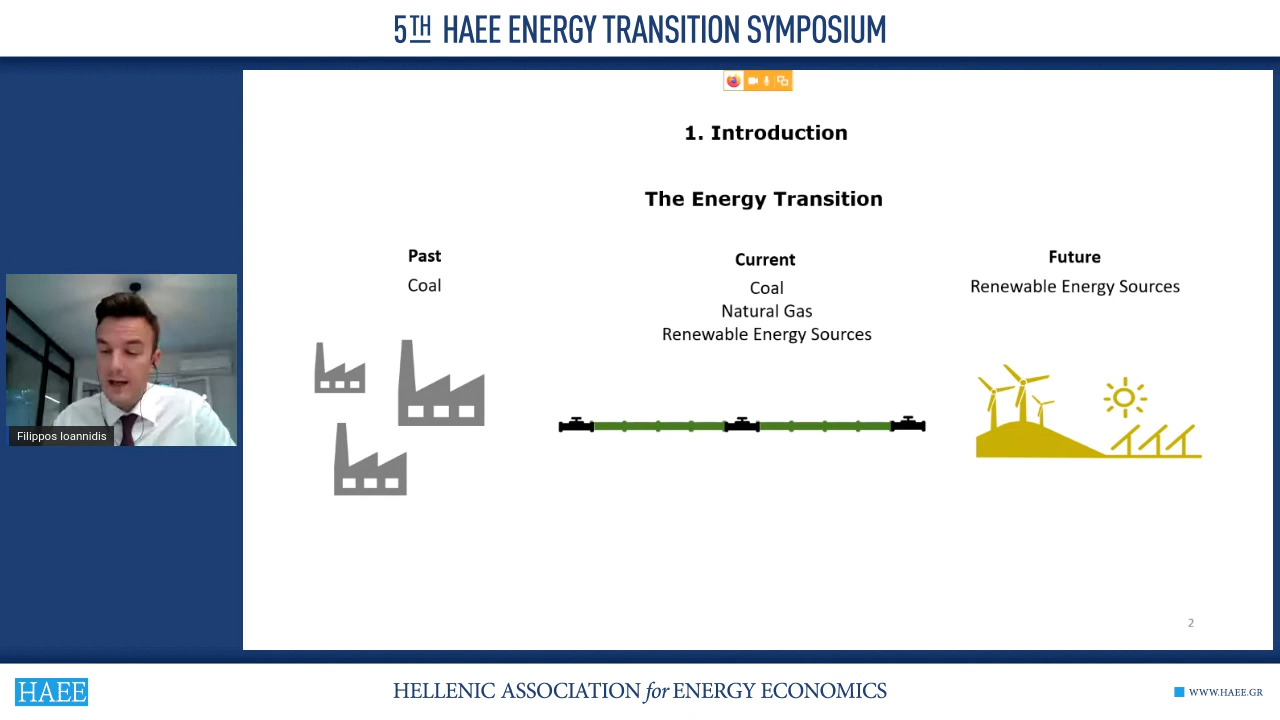 5TH HAEE ENERGY TRANSITION SYMPOSIUM
1. Introduction
The Energy Transition
Past
Coal
Current
Coal
Natural Gas
Renewable Energy Sources
Future
Renewable Energy Sources
Filippos Ioannidis
2
HAEE
HELLENIC ASSOCIATION for ENERGY ECONOMICS
WWW.HAEE.GR